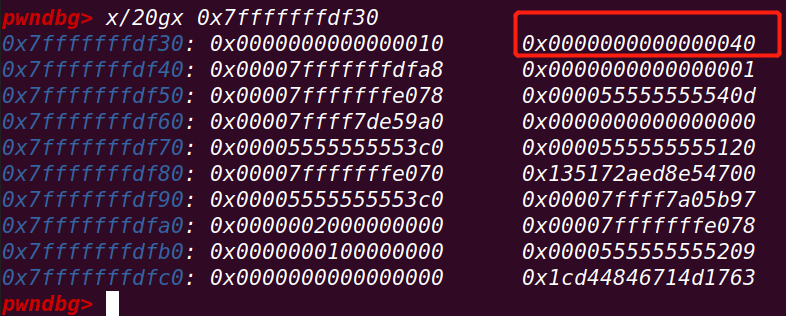 pwndbg> x/20gx 0x7fffffffdf30
0x7fffffffdf30: 0x0000000000000010 0x0000000000000040
0x7fffffffdf40: 0x00007fffffffdfa8 0x0000000000000001
0x7fffffffdf50: 0x00007fffffffe078 0x000055555555540d
0x7fffffffdf60: 0x00007ffff7de59a0 0x0000000000000000
0x7fffffffdf70: 0x00005555555553c0 0x0000555555555120
0x7fffffffdf80: 0x00007fffffffe070 0x135172aed8e54700
0x7fffffffdf90: 0x00005555555553c0 0x00007ffff7a05b97
0x7fffffffdfa0: 0x0000002000000000 0x00007fffffffe078
0x7fffffffdfb0: 0x0000000100000000 0x0000555555555209
0x7fffffffdfc0: 0x0000000000000000 0x1cd44846714d1763
pwndbg>